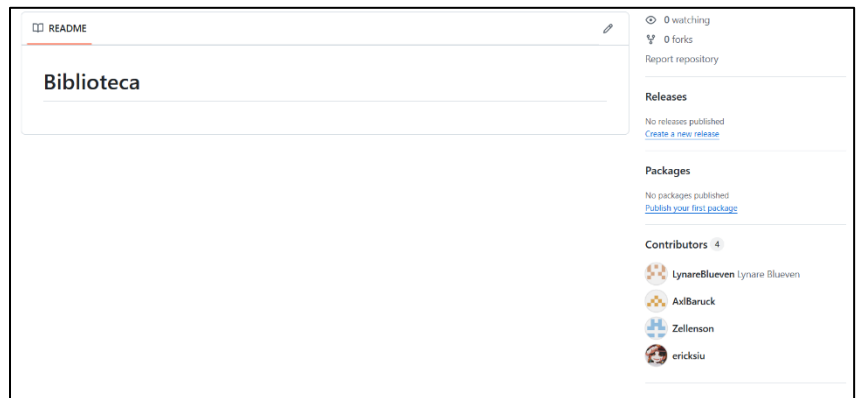 README
Biblioteca
0 watching
0 forks
Report repository
Releases
No releases published
Create a new release
Packages
No packages published
Publish your first package
Contributors 4
LynareBlueven Lynare Blueven
AxlBaruck
Zellenson
ericksiu